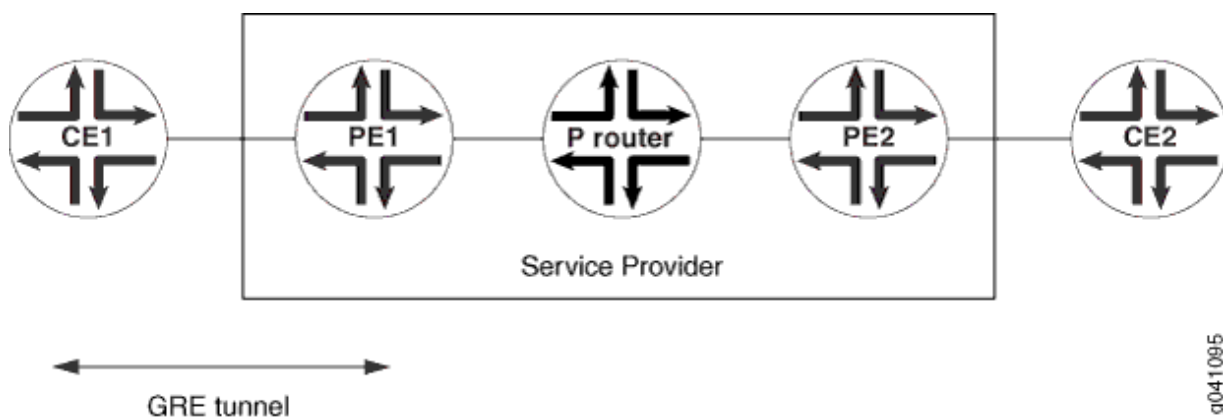 CE1
PE1
P router
PE2
CE2
Service Provider
GRE tunnel
g041095